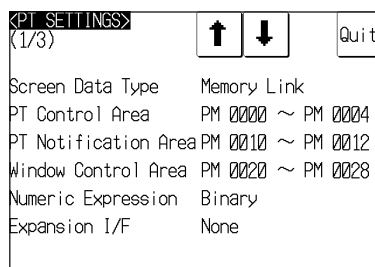 <PT SETTINGS>
(1/3) ↑ ↓ Quit
Screen Data Type Memory Link
PT Control Area PM 0000 ~ PM 0004
PT Notification Area PM 0010 ~ PM 0012
Window Control Area PM 0020 ~ PM 0028
Numeric Expression Binary
Expansion I/F None